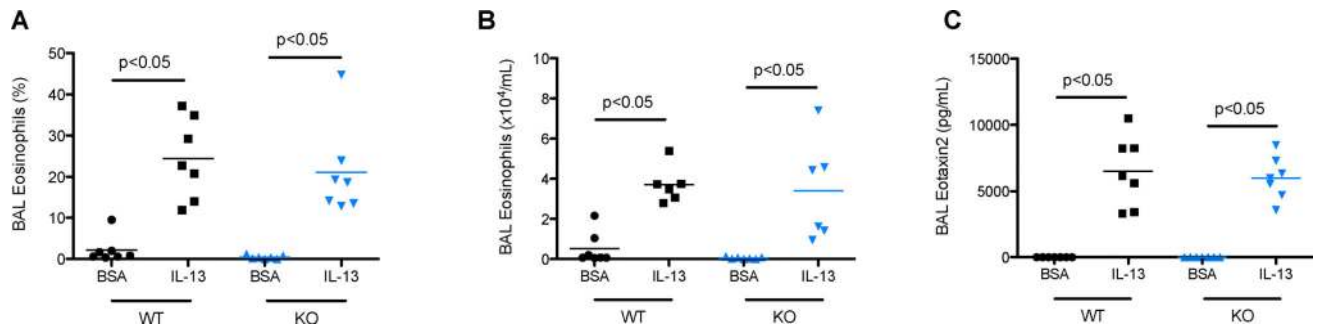 A
BAL Eosinophils (%)
50
40
30
20
10
0
p<0.05
p<0.05
BSA
IL-13
BSA
IL-13
WT
KO
B
BAL Eosinophils (x10⁴/mL)
10
8
6
4
2
0
p<0.05
p<0.05
BSA
IL-13
BSA
IL-13
WT
KO
C
BAL Eotaxin2 (pg/mL)
15000
10000
5000
0
p<0.05
p<0.05
BSA
IL-13
BSA
IL-13
WT
KO